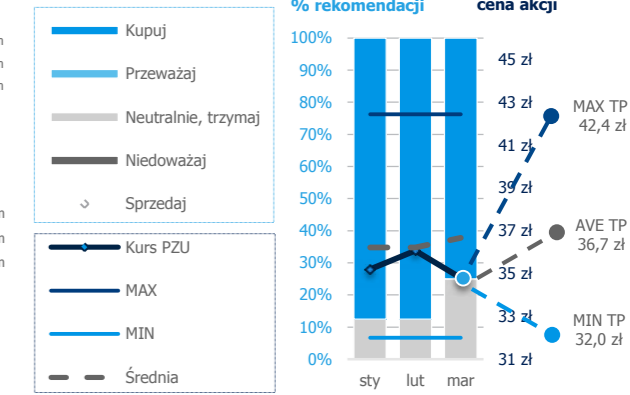 % rekomendacji
cena akcji
Kupuj
Przeważaj
Neutralnie, trzymaj
Niedoważaj
Sprzedaj
Kurs PZU
MAX
MIN
Średnia
100%
90%
80%
70%
60%
50%
40%
30%
20%
10%
0%
45 zł
43 zł
41 zł
39 zł
37 zł
35 zł
33 zł
31 zł
MAX TP
42,4 zł
AVE TP
36,7 zł
MIN TP
32,0 zł
sty lut mar